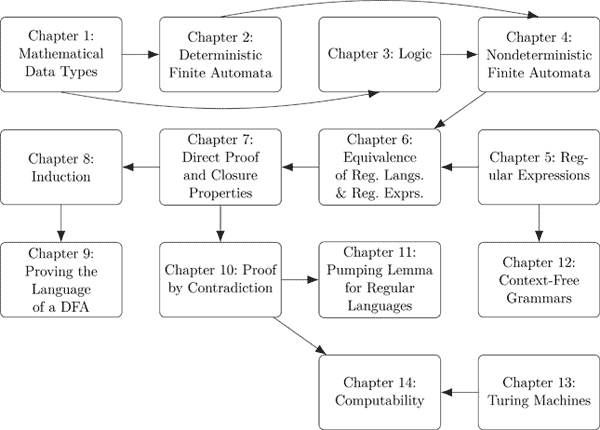 Chapter 1:
Mathematical
Data Types
Chapter 2:
Deterministic
Finite Automata
Chapter 3: Logic
Chapter 4:
Nondeterministic
Finite Automata
Chapter 8:
Induction
Chapter 7:
Direct Proof
and Closure
Properties
Chapter 6:
Equivalence
of Reg. Langs.
& Reg. Exprs.
Chapter 5: Reg-
ular Expressions
Chapter 9:
Proving the
Language
of a DFA
Chapter 10: Proof
by Contradiction
Chapter 11:
Pumping Lemma
for Regular
Languages
Chapter 12:
Context-Free
Grammars
Chapter 14:
Computability
Chapter 13:
Turing Machines